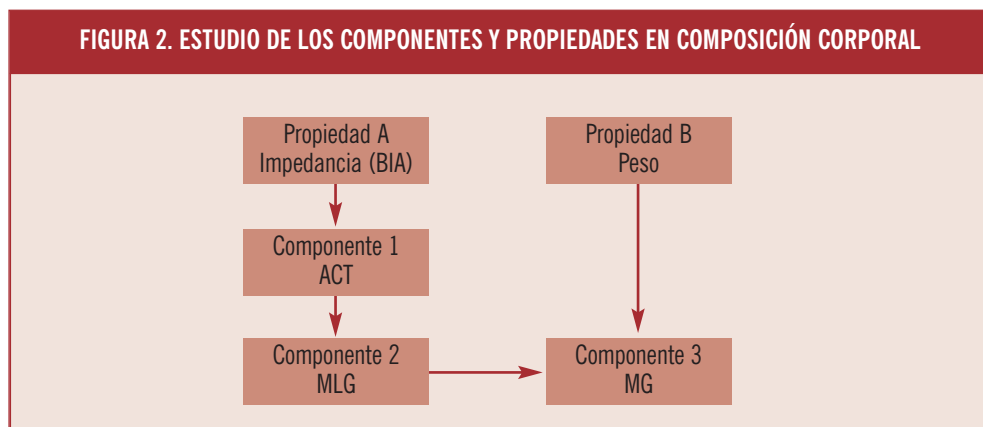 FIGURA 2. ESTUDIO DE LOS COMPONENTES Y PROPIEDADES EN COMPOSICIÓN CORPORAL
Propiedad A
Impedancia (BIA)
Propiedad B
Peso
Componente 1
ACT
Componente 2
MLG
Componente 3
MG